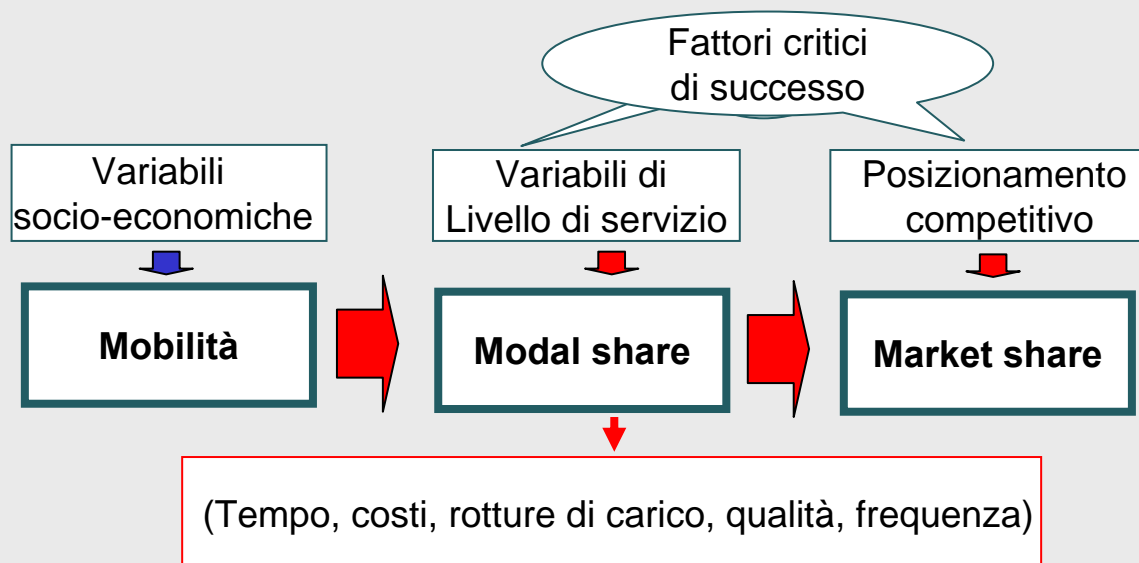 Fattori critici
di successo
Variabili
socio-economiche
Variabili di
Livello di servizio
Posizionamento
competitivo
Mobilità
Modal share
Market share
(Tempo, costi, rotture di carico, qualità, frequenza)